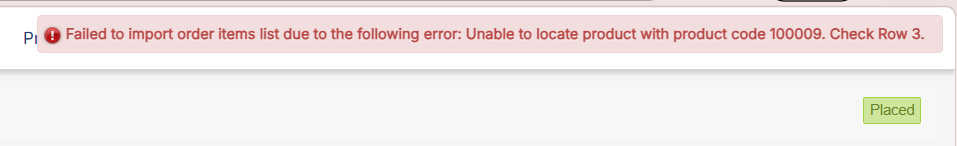 Failed to import order items list due to the following error: Unable to locate product with product code 100009. Check Row 3.
Placed